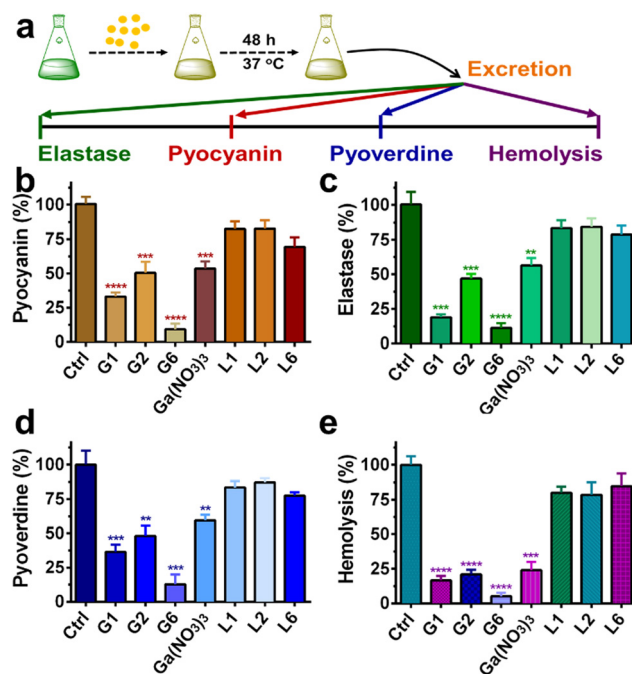 a
48 h
37 °C
Excretion
Elastase Pyocyanin Pyoverdine Hemolysis
b
Pyocyanin (%)
100
75
50
25
0
****
***
****
***
Ctrl G1 G2 G6 Ga(NO3)3 L1 L2 L6
c
Elastase (%)
100
75
50
25
0
***
***
****
**
Ctrl G1 G2 G6 Ga(NO3)3 L1 L2 L6
d
Pyoverdine (%)
100
75
50
25
0
***
**
***
**
Ctrl G1 G2 G6 Ga(NO3)3 L1 L2 L6
e
Hemolysis (%)
100
75
50
25
0
****
****
****
***
Ctrl G1 G2 G6 Ga(NO3)3 L1 L2 L6